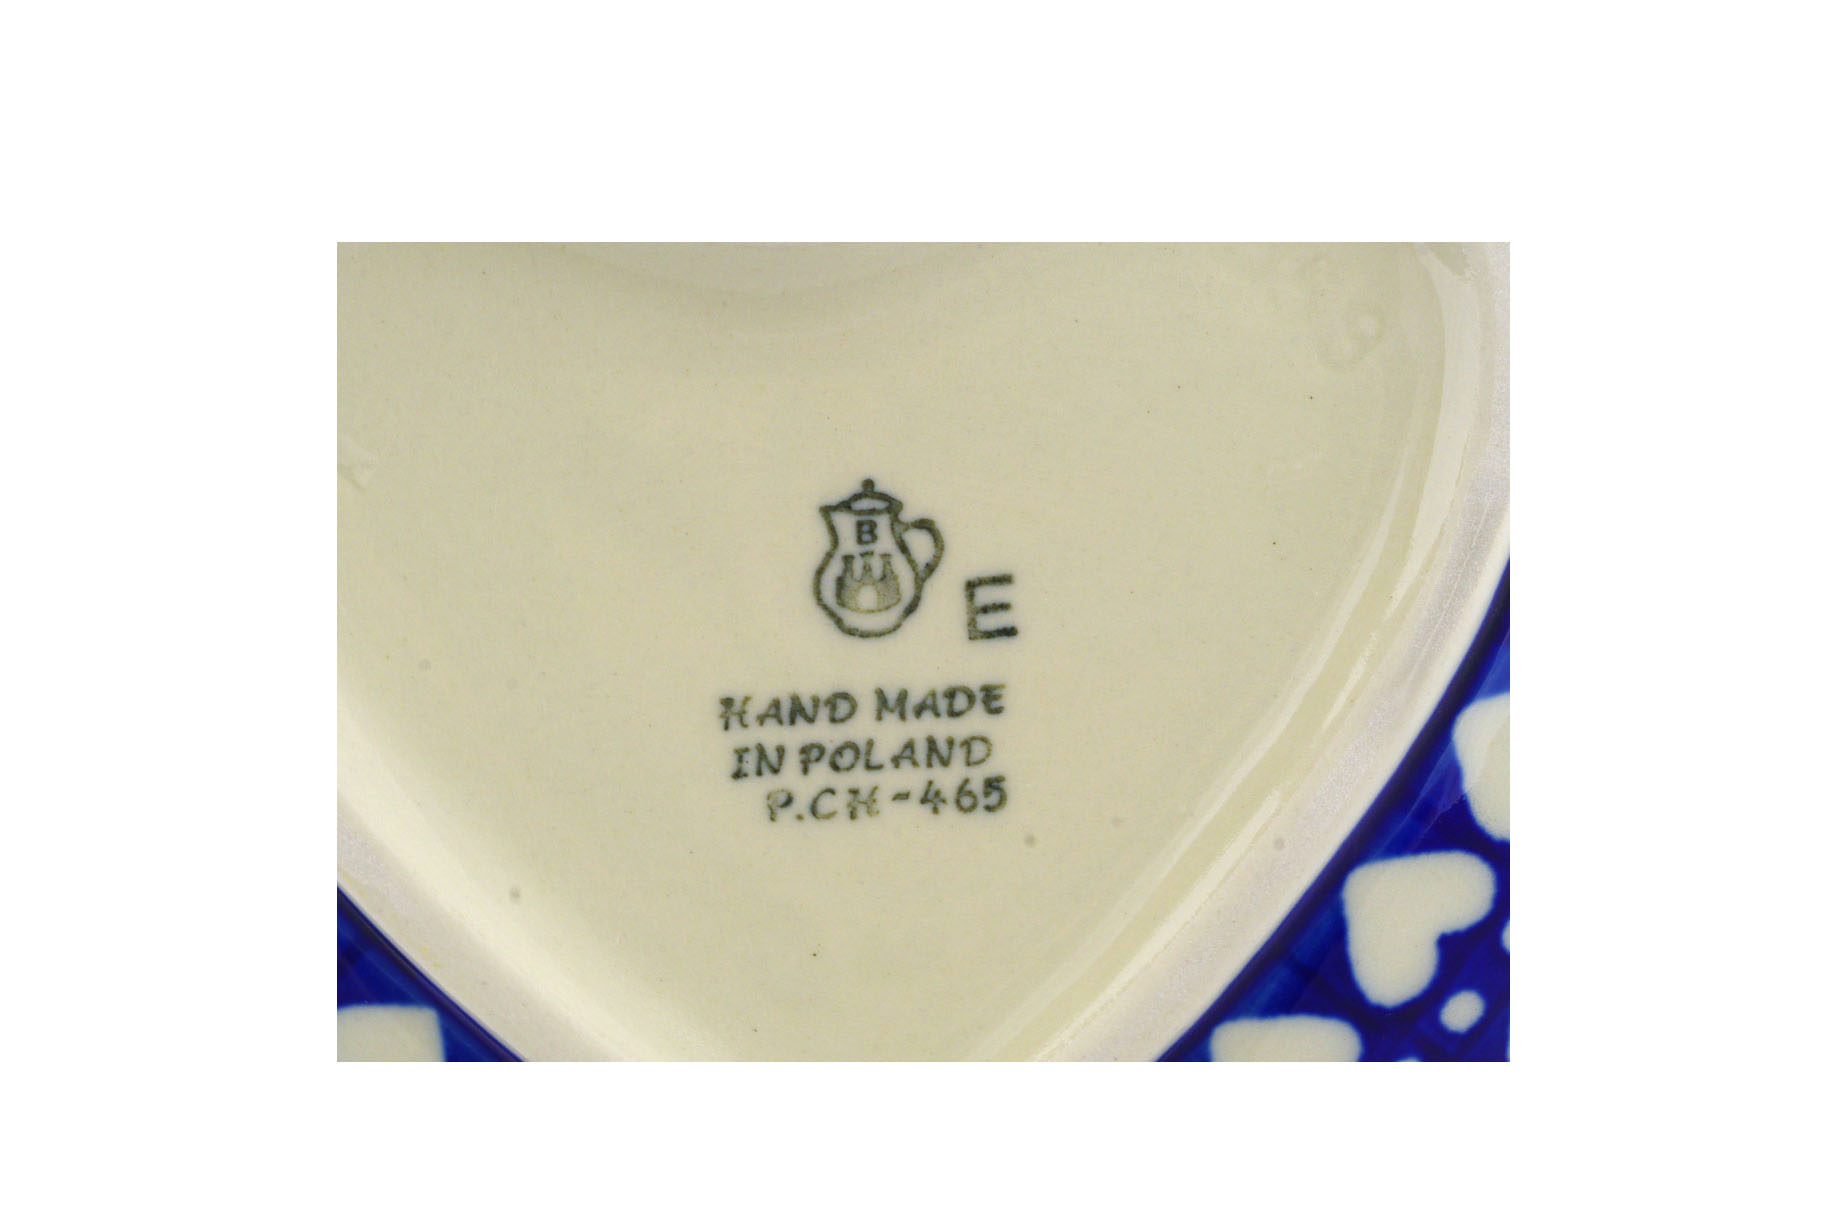 B
E
HAND MADE
IN POLAND
P.CH-465